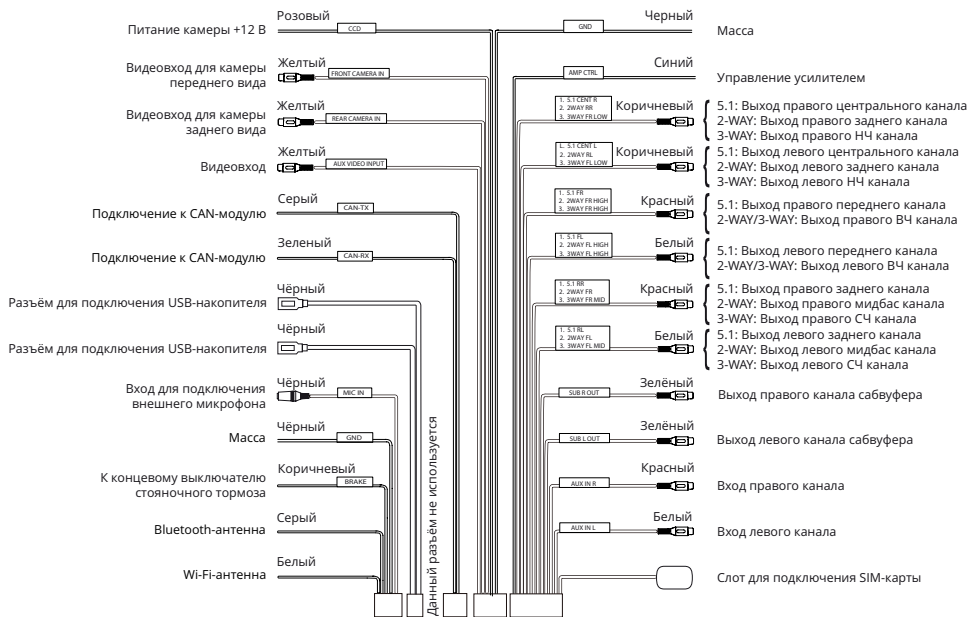 Розовый
Питание камеры +12 В
CCD
Желтый
Видеовход для камеры
переднего вида
FRONT CAMERA IN
Желтый
Видеовход для камеры
заднего вида
REAR CAMERA IN
Желтый
Видеовход
AUX VIDEO INPUT
Серый
Подключение к CAN-модулю
CAN-TX
Зеленый
Подключение к CAN-модулю
CAN-RX
Чёрный
Разъём для подключения USB-накопителя
Чёрный
Разъём для подключения USB-накопителя
Чёрный
Вход для подключения
внешнего микрофона
MIC IN
Чёрный
Масса
GND
Коричневый
К концевому выключателю
стояночного тормоза
BRAKE
Серый
Bluetooth-антенна
Белый
Wi-Fi-антенна
Данный разъём не используется
Черный
GND
Масса
Синий
AMP CTRL
Управление усилителем
1. 5.1 CENT R
2. 2WAY RR
3. 3WAY FR LOW
Коричневый
5.1: Выход правого центрального канала
2-WAY: Выход правого заднего канала
3-WAY: Выход правого НЧ канала
L. 5.1 CENT L
2. 2WAY RL
3. 3WAY FL LOW
Коричневый
5.1: Выход левого центрального канала
2-WAY: Выход левого заднего канала
3-WAY: Выход левого НЧ канала
1. 5.1 FR
2. 2WAY FR HIGH
3. 3WAY FR HIGH
Красный
5.1: Выход правого переднего канала
2-WAY/3-WAY: Выход правого ВЧ канала
1. 5.1 FL
2. 2WAY FL HIGH
3. 3WAY FL HIGH
Белый
5.1: Выход левого переднего канала
2-WAY/3-WAY: Выход левого ВЧ канала
1. 5.1 RR
2. 2WAY FR
3. 3WAY FR MID
Красный
5.1: Выход правого заднего канала
2-WAY: Выход правого мидбас канала
3-WAY: Выход правого СЧ канала
1. 5.1 RL
2. 2WAY FL
3. 3WAY FL MID
Белый
5.1: Выход левого заднего канала
2-WAY: Выход левого мидбас канала
3-WAY: Выход левого СЧ канала
Зелёный
SUB R OUT
Выход правого канала сабвуфера
Зелёный
SUB L OUT
Выход левого канала сабвуфера
Красный
AUX IN R
Вход правого канала
Белый
AUX IN L
Вход левого канала
Слот для подключения SIM-карты